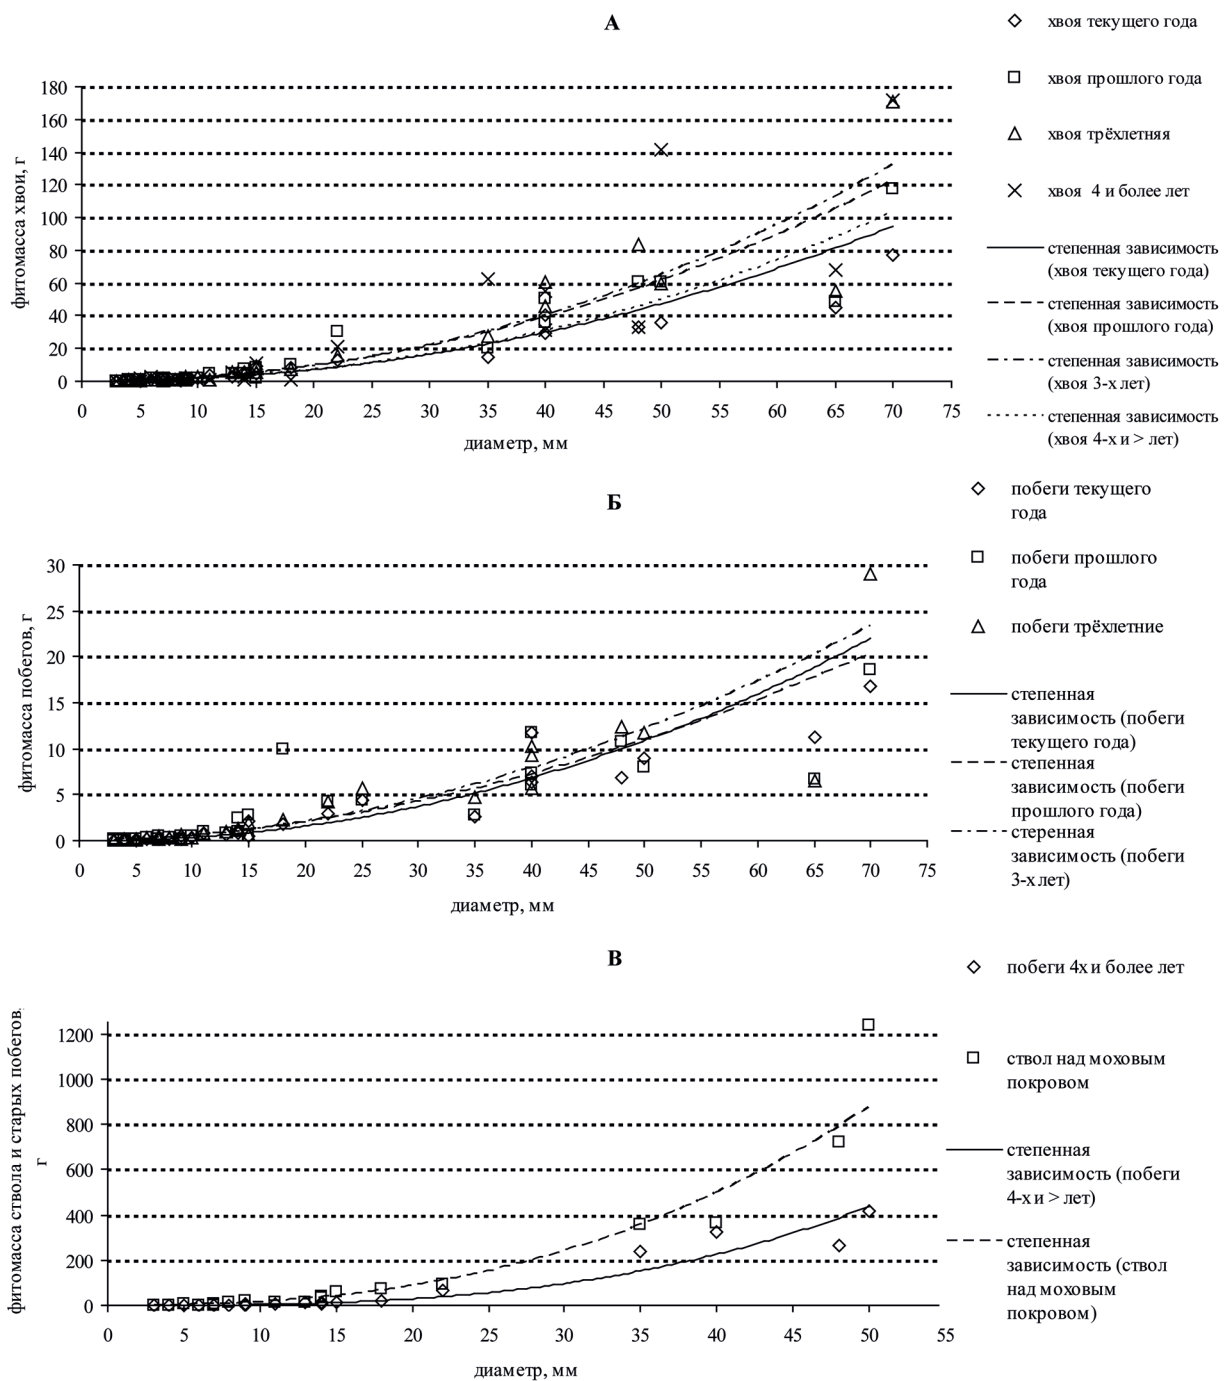 А
хвоя текущего года
хвоя прошлого года
хвоя трёхлетняя
хвоя 4 и более лет
степенная зависимость
(хвоя текущего года)
степенная зависимость
(хвоя прошлого года)
степенная зависимость
(хвоя 3-х лет)
степенная зависимость
(хвоя 4-х и > лет)
фитомасса хвои, г
180
160
140
120
100
80
60
40
20
0
0 5 10 15 20 25 30 35 40 45 50 55 60 65 70 75
диаметр, мм
Б
побеги текущего
года
побеги прошлого
года
побеги трёхлетние
степенная
зависимость (побеги
текущего года)
степенная
зависимость (побеги
прошлого года)
стеренная
зависимость (побеги
3-х лет)
фитомасса побегов, г
30
25
20
15
10
5
0
0 5 10 15 20 25 30 35 40 45 50 55 60 65 70 75
диаметр, мм
В
побеги 4х и более лет
ствол над моховым
покровом
степенная
зависимость (побеги
4-х и > лет)
степенная
зависимость (ствол
над моховым
покровом)
фитомасса ствола и старых побегов,
г
1200
1000
800
600
400
200
0
0 5 10 15 20 25 30 35 40 45 50 55
диаметр, мм